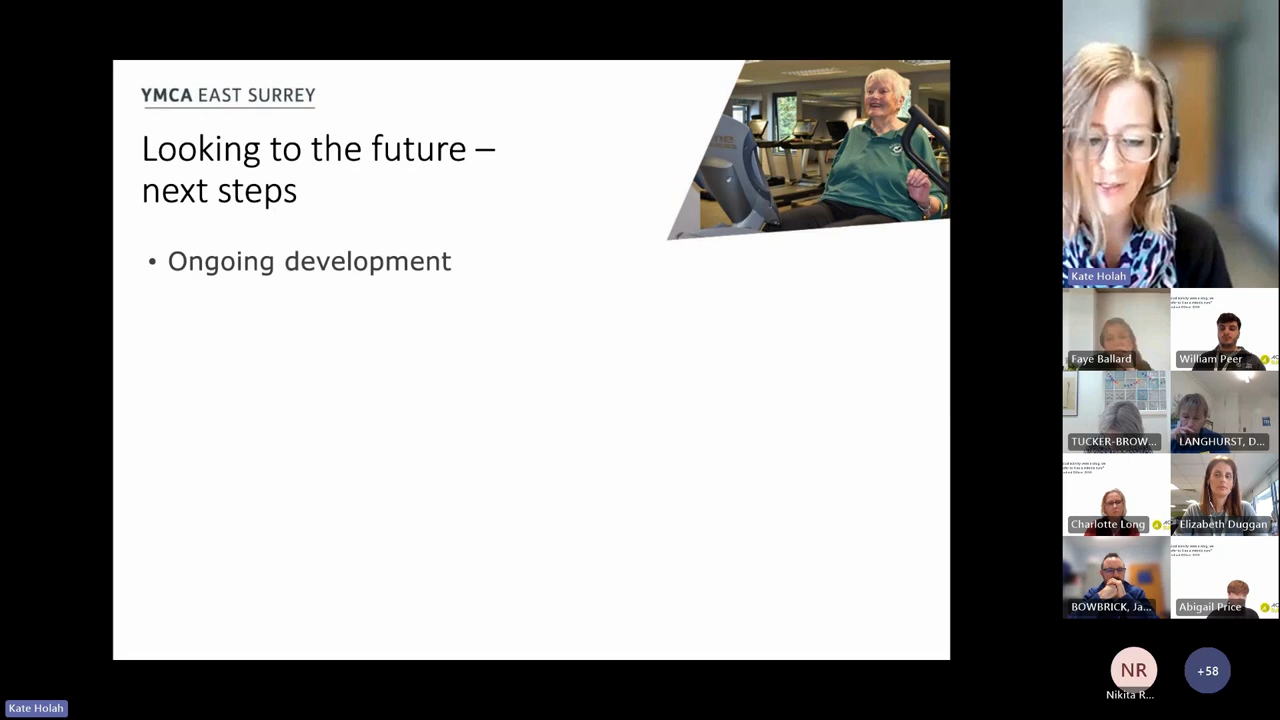 YMCA EAST SURREY
Looking to the future –
next steps
• Ongoing development
Kate Holah
Faye Ballard
William Peer
TUCKER-BROW...
LANGHURST, D...
Charlotte Long
Elizabeth Duggan
BOWBRICK, Ja...
Abigail Price
NR
Nikita R...
+58
Kate Holah